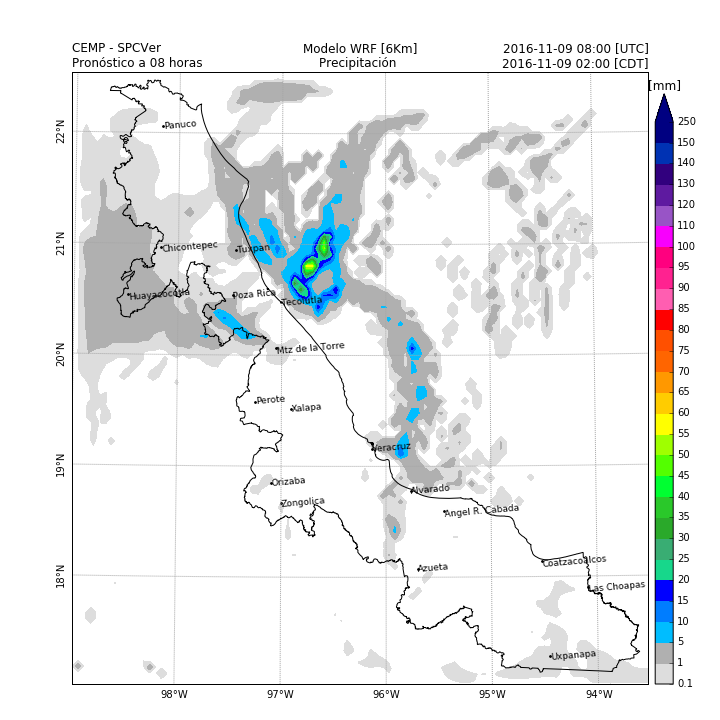 CEMP - SPCVer Modelo WRF [6Km] 2016-11-09 08:00 [UTC]
Pronóstico a 08 horas Precipitación 2016-11-09 02:00 [CDT]
[mm]
250
150
140
130
120
110
100
95
90
85
80
75
70
65
60
55
50
45
40
35
30
25
20
15
10
5
1
0.1
22°N
21°N
20°N
19°N
18°N
Panuco
Chicontepec
Tuxpan
Huayacocotla
Poza Rica
Tecolutla
Mtz de la Torre
Perote
Xalapa
Veracruz
Orizaba
Zongolica
Alvarado
Angel R. Cabada
Azueta
Coatzacoalcos
Las Choapas
Uxpanapa
98°W 97°W 96°W 95°W 94°W